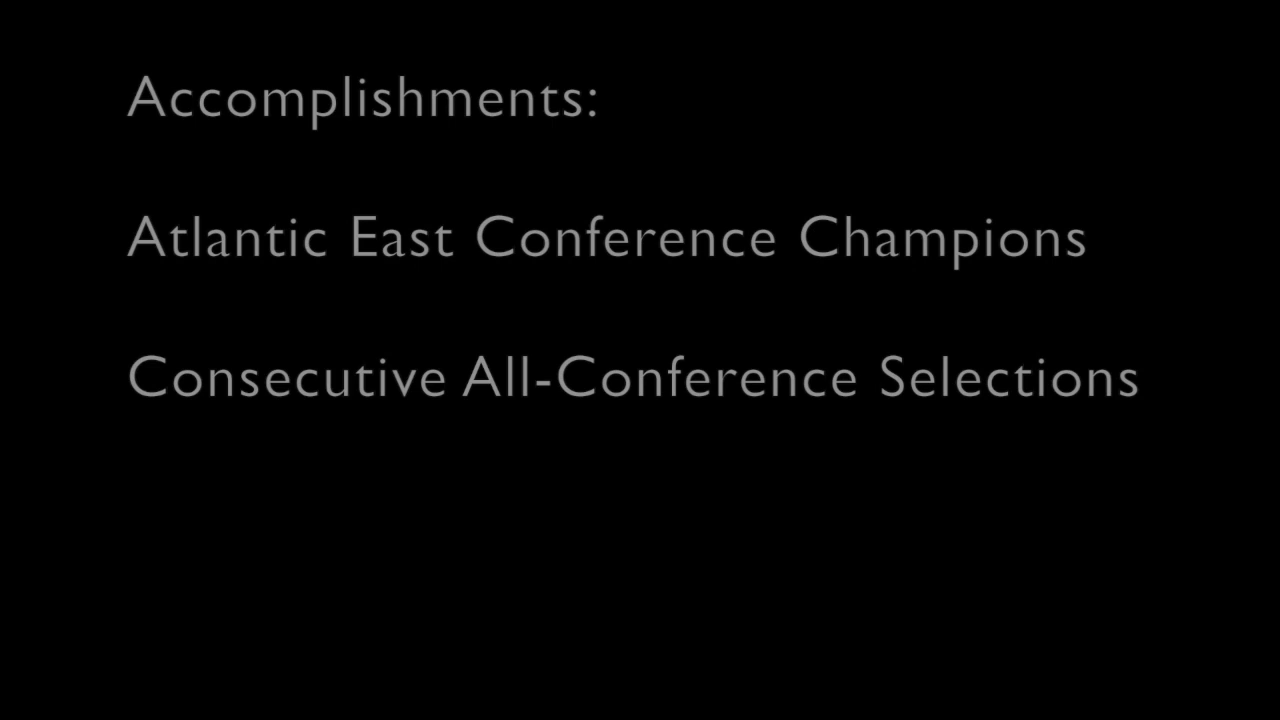 Accomplishments:
Atlantic East Conference Champions
Consecutive All-Conference Selections